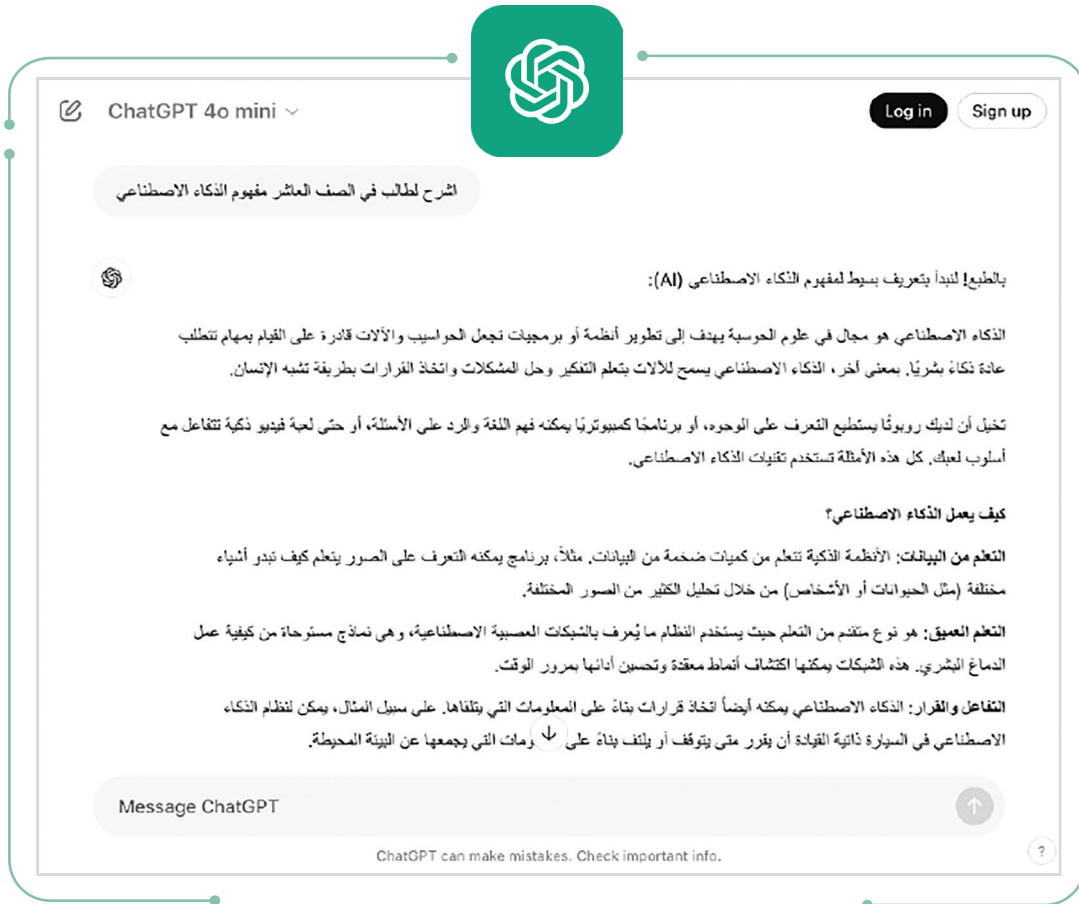 ChatGPT 4o mini
Log in
Sign up
اشرح لطالب في الصف العاشر مفهوم الذكاء الاصطناعي
بالطبع! لنبدأ بتعريف بسيط لمفهوم الذكاء الاصطناعي (AI):
الذكاء الاصطناعي هو مجال في علوم الحوسبة يهدف إلى تطوير أنظمة أو برمجيات تجعل الحواسيب والآلات قادرة على القيام بمهام تتطلب
عادة ذكاءً بشريًا. بمعنى آخر، الذكاء الاصطناعي يسمح للآلات بتعلم التفكير وحل المشكلات واتخاذ القرارات بطريقة تشبه الإنسان.
تخيل أن لديك روبوتًا يستطيع التعرف على الوجوه، أو برنامجًا كمبيوتريًا يمكنه فهم اللغة والرد على الأسئلة، أو حتى لعبة فيديو ذكية تتفاعل مع
أسلوب لعبك. كل هذه الأمثلة تستخدم تقنيات الذكاء الاصطناعي.
كيف يعمل الذكاء الاصطناعي؟
التعلم من البيانات: الأنظمة الذكية تتعلم من كميات ضخمة من البيانات. مثلاً، برنامج يمكنه التعرف على الصور يتعلم كيف تبدو أشياء
مختلفة (مثل الحيوانات أو الأشخاص) من خلال تحليل الكثير من الصور المختلفة.
التعلم العميق: هو نوع متقدم من التعلم حيث يستخدم النظام ما يُعرف بالشبكات العصبية الاصطناعية، وهي نماذج مستوحاة من كيفية عمل
الدماغ البشري. هذه الشبكات يمكنها اكتشاف أنماط معقدة وتحسين أدائها بمرور الوقت.
التفاعل والقرار: الذكاء الاصطناعي يمكنه أيضاً اتخاذ قرارات بناءً على المعلومات التي يتلقاها. على سبيل المثال، يمكن لنظام الذكاء
الاصطناعي في السيارة ذاتية القيادة أن يقرر متى يتوقف أو يلتف بناءً على ومات التي يجمعها عن البيئة المحيطة.
Message ChatGPT
ChatGPT can make mistakes. Check important info.
?